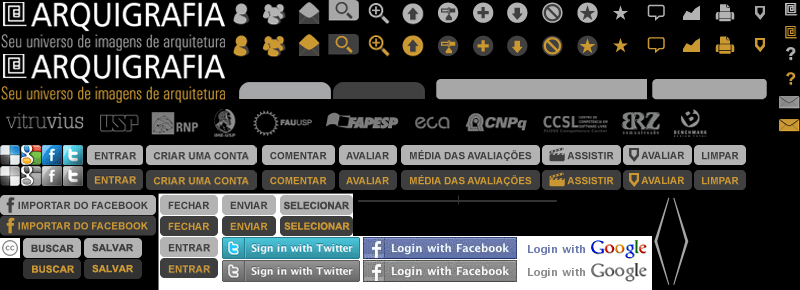 ARQUIGRAFIA
Seu universo de imagens de arquitetura
ARQUIGRAFIA
Seu universo de imagens de arquitetura
?
?
vitruvius USP RNP FAUUSP FAPESP eca CNPq CCSL BENCHMARK
ENTRAR CRIAR UMA CONTA COMENTAR AVALIAR MÉDIA DAS AVALIAÇÕES ASSISTIR AVALIAR LIMPAR
ENTRAR CRIAR UMA CONTA COMENTAR AVALIAR MÉDIA DAS AVALIAÇÕES ASSISTIR AVALIAR LIMPAR
f IMPORTAR DO FACEBOOK FECHAR ENVIAR SELECIONAR
f IMPORTAR DO FACEBOOK FECHAR ENVIAR SELECIONAR
cc BUSCAR SALVAR ENTRAR Sign in with Twitter f Login with Facebook Login with Google
BUSCAR SALVAR ENTRAR Sign in with Twitter f Login with Facebook Login with Google